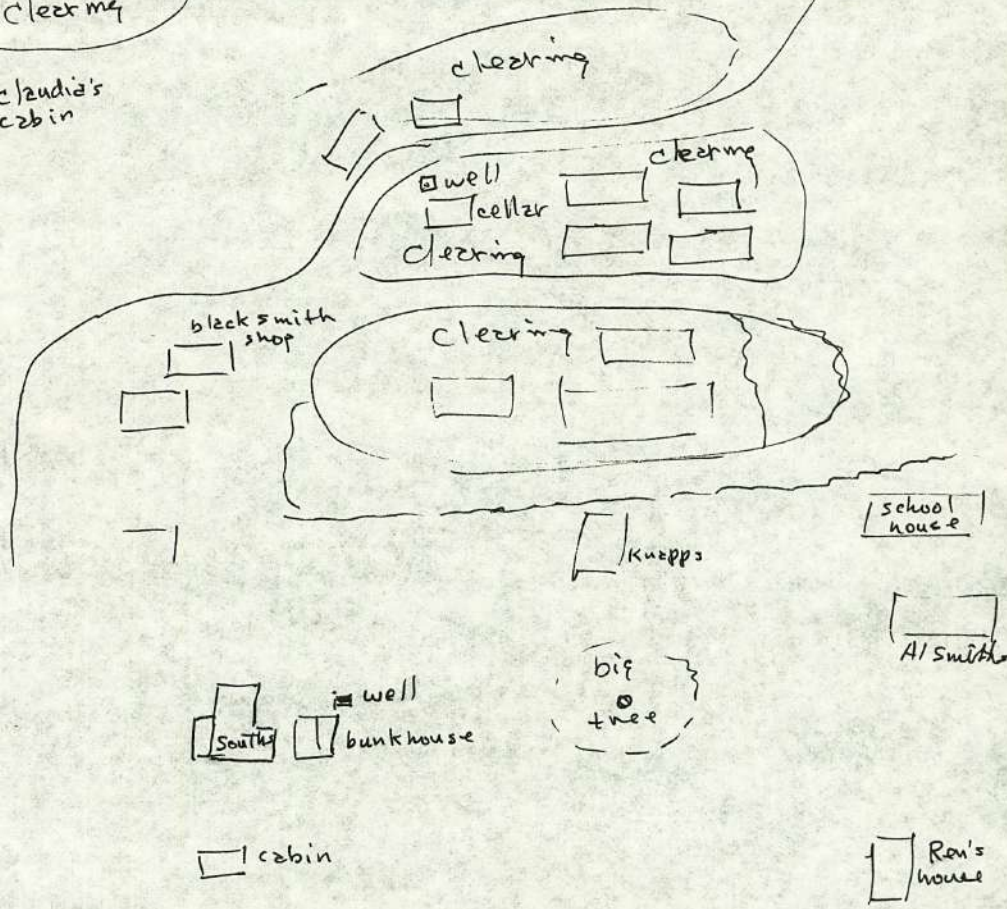 clearing
claudia's
cabin
clearing
clearing
well
cellar
clearing
blacksmith
shop
clearing
school
house
Knapps
Al Smith
big
tree
well
Souths
bunkhouse
cabin
Ren's
house